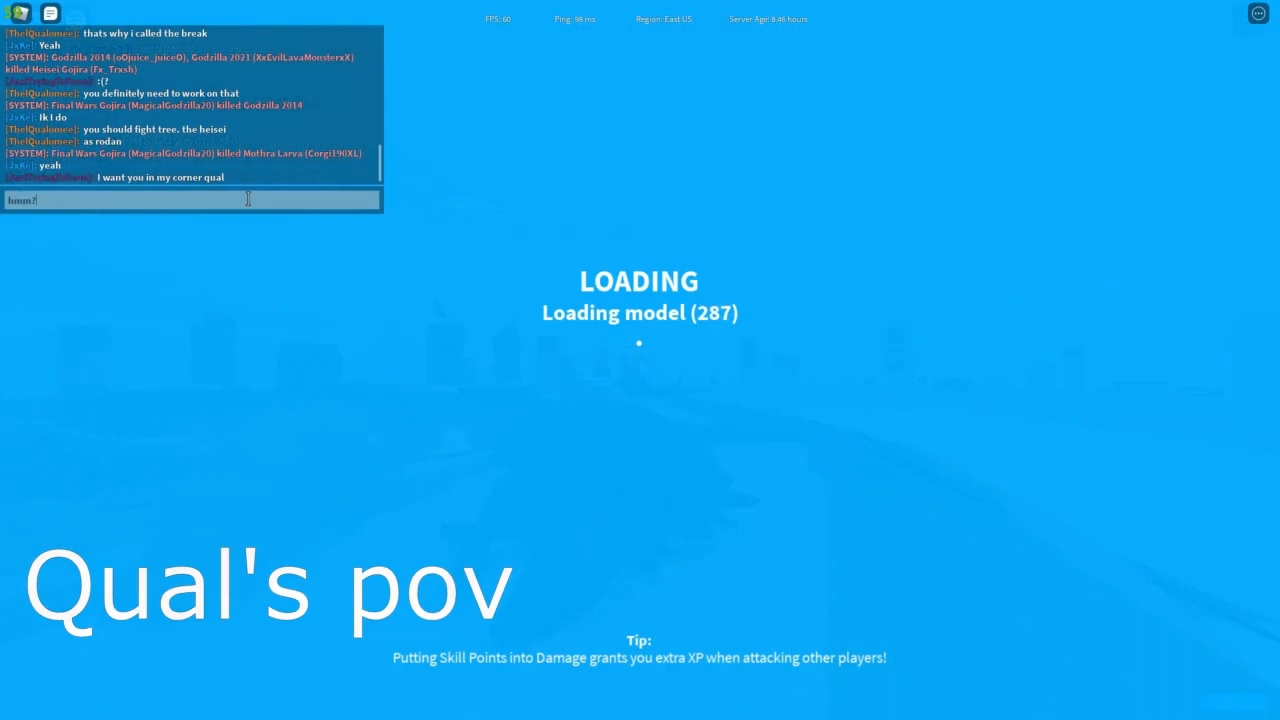 59
FPS: 60
Ping: 98 ms
Region: East US
Server Age: 8.46 hours
[TheIQualomee]: thats why i called the break
[JxKe]: Yeah
[SYSTEM]: Godzilla 2014 (oOjuice_juiceO), Godzilla 2021 (XxEvilLavaMonsterxX)
killed Heisei Gojira (Fx_Trxsh)
:(?
[TheIQualomee]: you definitely need to work on that
[SYSTEM]: Final Wars Gojira (MagicalGodzilla20) killed Godzilla 2014
[JxKe]: Ik I do
[TheIQualomee]: you should fight tree. the heisei
[TheIQualomee]: as rodan
[SYSTEM]: Final Wars Gojira (MagicalGodzilla20) killed Mothra Larva (Corgi190XL)
[JxKe]: yeah
I want you in my corner qual
hmm?
LOADING
Loading model (287)
Qual's pov
Tip:
Putting Skill Points into Damage grants you extra XP when attacking other players!